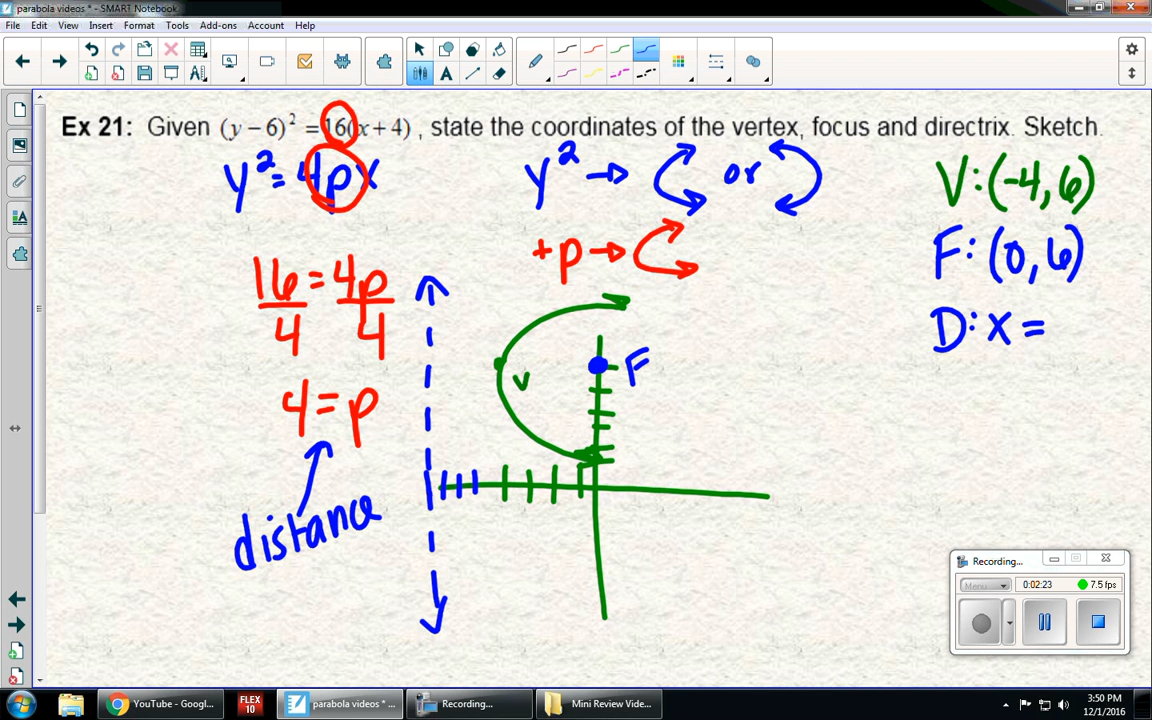 parabola videos * - SMART Notebook
File Edit View Insert Format Tools Add-ons Account Help
Ex 21: Given (y − 6)² = 16(x + 4) , state the coordinates of the vertex, focus and directrix. Sketch.
y² = 4px
y² → or
V: (-4, 6)
+p →
F: (0, 6)
16 = 4p
4 4
D: x =
F
V
4 = p
distance
Recording...
Menu 0:02:23 7.5 fps
YouTube - Googl...
FLEX
10
parabola videos * ...
Recording...
Mini Review Vide...
3:50 PM
12/1/2016